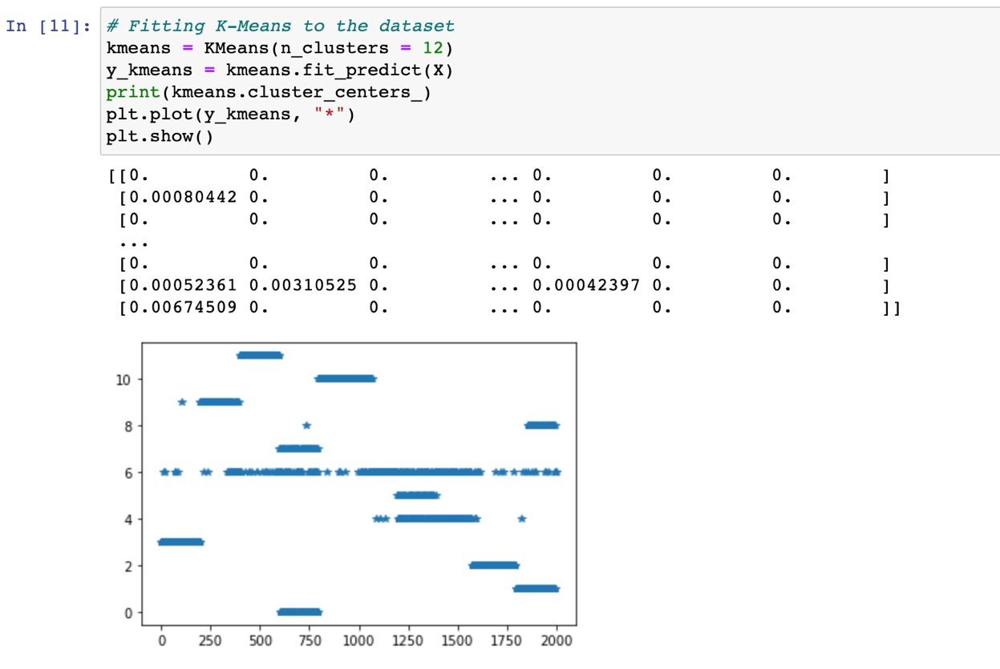 In [11]: # Fitting K-Means to the dataset
kmeans = KMeans(n_clusters = 12)
y_kmeans = kmeans.fit_predict(X)
print(kmeans.cluster_centers_)
plt.plot(y_kmeans, "*")
plt.show()
[[0. 0. 0. ... 0. 0. 0. ]
[0.00080442 0. 0. ... 0. 0. 0. ]
[0. 0. 0. ... 0. 0. 0. ]
...
[0. 0. 0. ... 0. 0. 0. ]
[0.00052361 0.00310525 0. ... 0.00042397 0. 0. ]
[0.00674509 0. 0. ... 0. 0. 0. ]]
10
8
6
4
2
0
0 250 500 750 1000 1250 1500 1750 2000